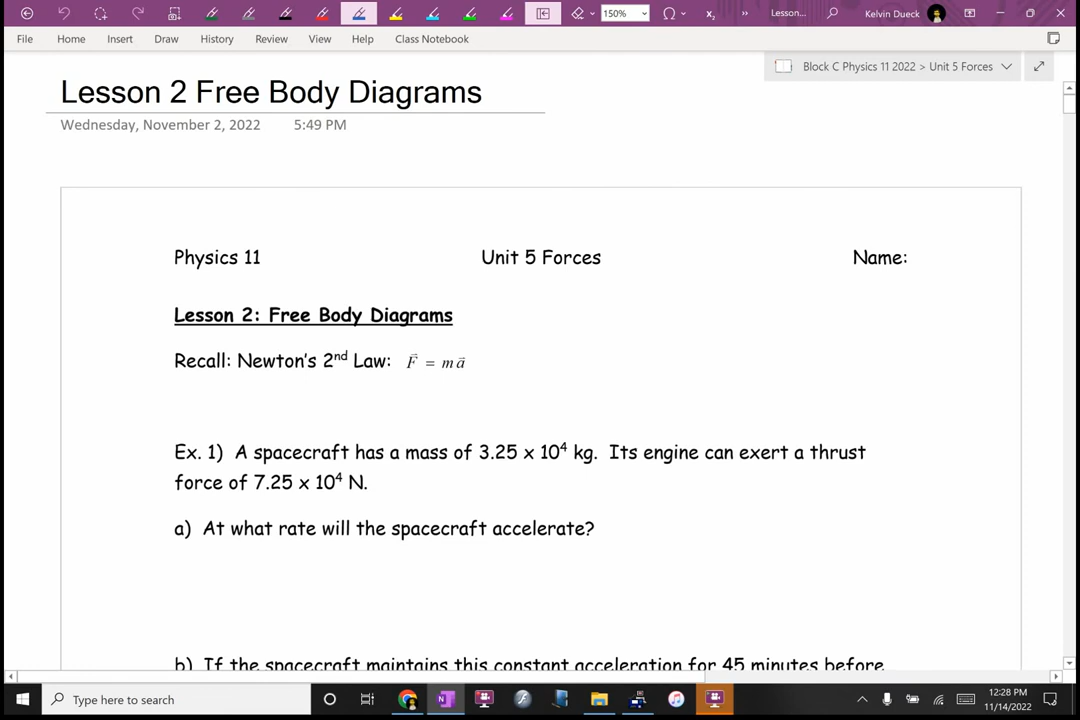 150%
x₂
»
Lesson...
Kelvin Dueck
File Home Insert Draw History Review View Help Class Notebook
Block C Physics 11 2022 > Unit 5 Forces
Lesson 2 Free Body Diagrams
Wednesday, November 2, 2022 5:49 PM
Physics 11 Unit 5 Forces Name:
Lesson 2: Free Body Diagrams
Recall: Newton's 2nd Law: F⃗ = m a⃗
Ex. 1) A spacecraft has a mass of 3.25 x 10⁴ kg. Its engine can exert a thrust
force of 7.25 x 10⁴ N.
a) At what rate will the spacecraft accelerate?
b) If the spacecraft maintains this constant acceleration for 45 minutes before
Type here to search
12:28 PM
11/14/2022